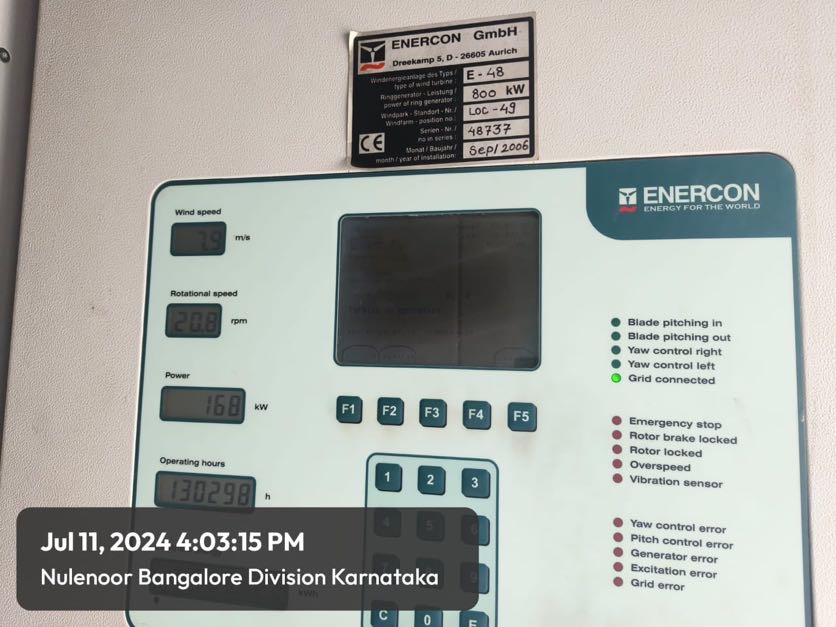 ENERCON GmbH
Dreekamp 5, D - 26605 Aurich
Windenergieanlage des Typs / type of wind turbine : E - 48
Ringgenerator - Leistung / power of ring generator : 800 kW
Windpark - Standort - Nr. / Windfarm - position no. : LOC -49
Serien - Nr. / no in series : 48737
Monat / Baujahr / month / year of installation: Sep/2006
CE
ENERCON
ENERGY FOR THE WORLD
Wind speed
7.9 m/s
Rotational speed
20.8 rpm
Power
168 kW
Operating hours
130298 h
kWh
F1 F2 F3 F4 F5
1 2 3
4 5 6
7 9
C 0 E
Blade pitching in
Blade pitching out
Yaw control right
Yaw control left
Grid connected
Emergency stop
Rotor brake locked
Rotor locked
Overspeed
Vibration sensor
Yaw control error
Pitch control error
Generator error
Excitation error
Grid error
Jul 11, 2024 4:03:15 PM
Nulenoor Bangalore Division Karnataka